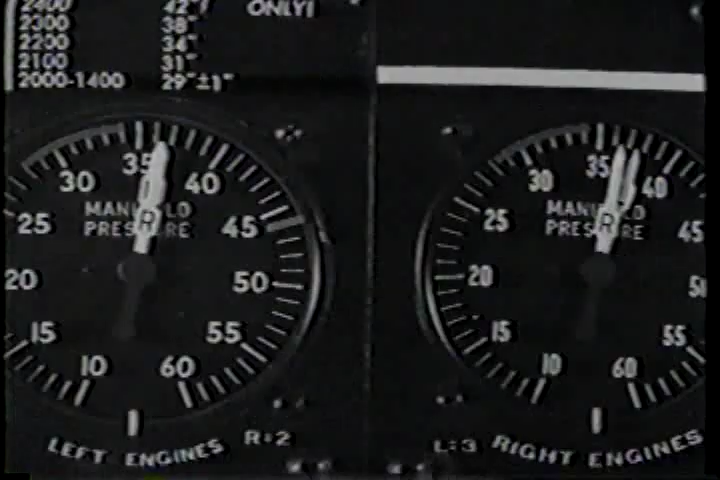 2400 42"
ONLY!
2300 38"
2200 34"
2100 31"
2000-1400 29"±1"
35
30 40
MANIFOLD
PRESSURE
R
25 45
20 50
15 55
10 60
LEFT ENGINES R=2
35
30 40
MANIFOLD
PRESSURE
R
25 45
20
15 55
10 60
L=3 RIGHT ENGINES